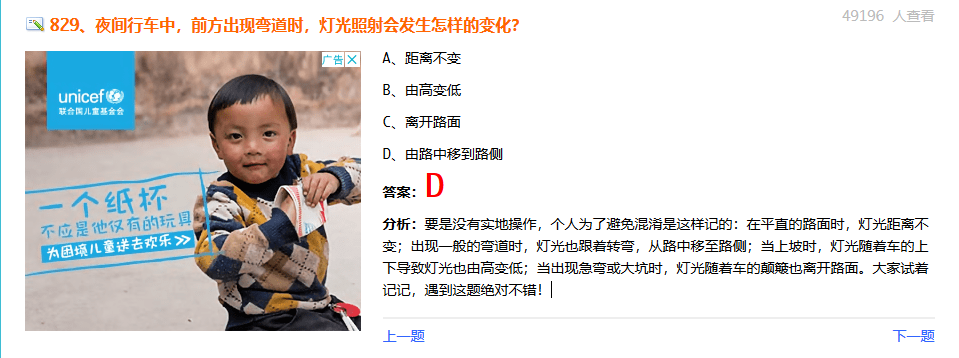 829、夜间行车中，前方出现弯道时，灯光照射会发生怎样的变化?
49196 人查看
广告
unicef
联合国儿童基金会
一个纸杯
不应是他仅有的玩具
为困境儿童送去欢乐 >>
A、距离不变
B、由高变低
C、离开路面
D、由路中移到路侧
答案：D
分析：要是没有实地操作，个人为了避免混淆是这样记的：在平直的路面时，灯光距离不
变；出现一般的弯道时，灯光也跟着转弯，从路中移至路侧；当上坡时，灯光随着车的上
下导致灯光也由高变低；当出现急弯或大坑时，灯光随着车的颠簸也离开路面。大家试着
记记，遇到这题绝对不错！
上一题
下一题